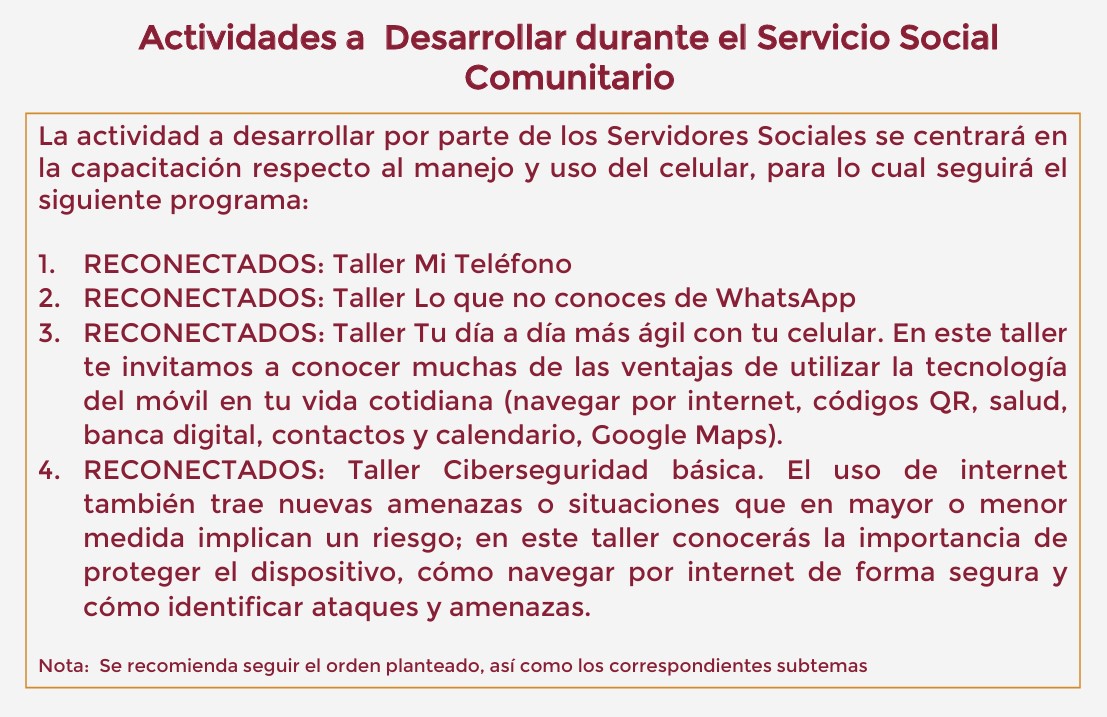 Actividades a Desarrollar durante el Servicio Social
Comunitario
La actividad a desarrollar por parte de los Servidores Sociales se centrará en
la capacitación respecto al manejo y uso del celular, para lo cual seguirá el
siguiente programa:
1. RECONECTADOS: Taller Mi Teléfono
2. RECONECTADOS: Taller Lo que no conoces de WhatsApp
3. RECONECTADOS: Taller Tu día a día más ágil con tu celular. En este taller
te invitamos a conocer muchas de las ventajas de utilizar la tecnología
del móvil en tu vida cotidiana (navegar por internet, códigos QR, salud,
banca digital, contactos y calendario, Google Maps).
4. RECONECTADOS: Taller Ciberseguridad básica. El uso de internet
también trae nuevas amenazas o situaciones que en mayor o menor
medida implican un riesgo; en este taller conocerás la importancia de
proteger el dispositivo, cómo navegar por internet de forma segura y
cómo identificar ataques y amenazas.
Nota: Se recomienda seguir el orden planteado, así como los correspondientes subtemas